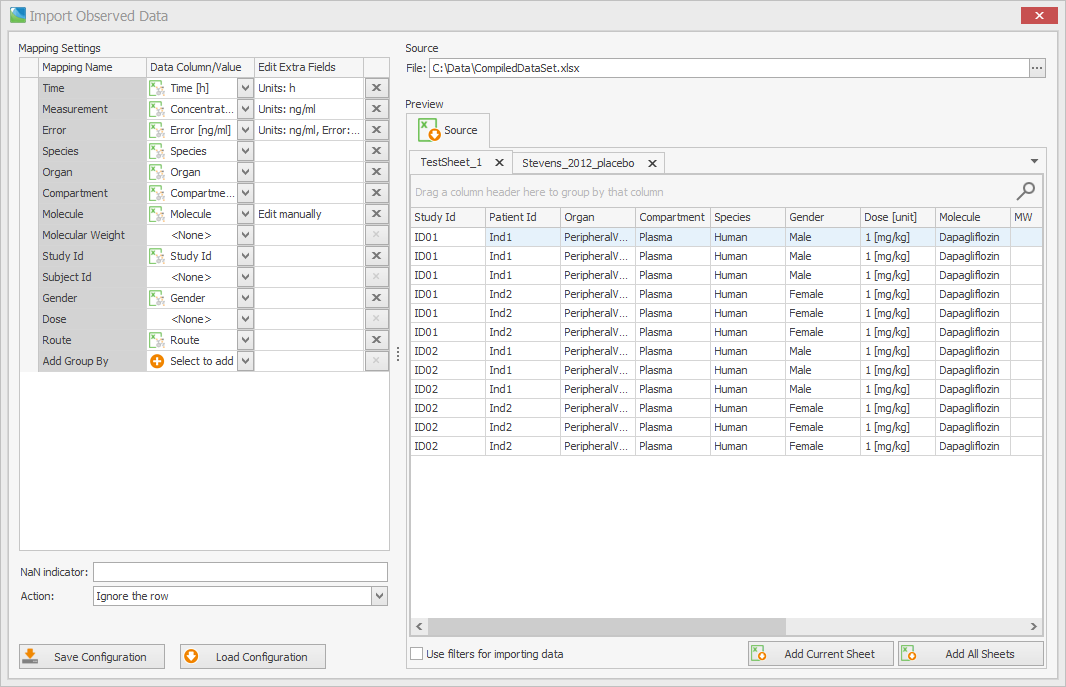 Import Observed Data
Mapping Settings
Mapping Name Data Column/Value Edit Extra Fields
Time Time [h] Units: h
Measurement Concentrat... Units: ng/ml
Error Error [ng/ml] Units: ng/ml, Error:...
Species Species
Organ Organ
Compartment Compartme...
Molecule Molecule Edit manually
Molecular Weight <None>
Study Id Study Id
Subject Id <None>
Gender Gender
Dose <None>
Route Route
Add Group By Select to add
NaN indicator:
Action: Ignore the row
Save Configuration Load Configuration
Source
File: C:\Data\CompiledDataSet.xlsx
Preview
Source
TestSheet_1 Stevens_2012_placebo
Drag a column header here to group by that column
Study Id Patient Id Organ Compartment Species Gender Dose [unit] Molecule MW
ID01 Ind1 PeripheralV... Plasma Human Male 1 [mg/kg] Dapagliflozin
ID01 Ind1 PeripheralV... Plasma Human Male 1 [mg/kg] Dapagliflozin
ID01 Ind1 PeripheralV... Plasma Human Male 1 [mg/kg] Dapagliflozin
ID01 Ind2 PeripheralV... Plasma Human Female 1 [mg/kg] Dapagliflozin
ID01 Ind2 PeripheralV... Plasma Human Female 1 [mg/kg] Dapagliflozin
ID01 Ind2 PeripheralV... Plasma Human Female 1 [mg/kg] Dapagliflozin
ID02 Ind1 PeripheralV... Plasma Human Male 1 [mg/kg] Dapagliflozin
ID02 Ind1 PeripheralV... Plasma Human Male 1 [mg/kg] Dapagliflozin
ID02 Ind1 PeripheralV... Plasma Human Male 1 [mg/kg] Dapagliflozin
ID02 Ind2 PeripheralV... Plasma Human Female 1 [mg/kg] Dapagliflozin
ID02 Ind2 PeripheralV... Plasma Human Female 1 [mg/kg] Dapagliflozin
ID02 Ind2 PeripheralV... Plasma Human Female 1 [mg/kg] Dapagliflozin
Use filters for importing data Add Current Sheet Add All Sheets